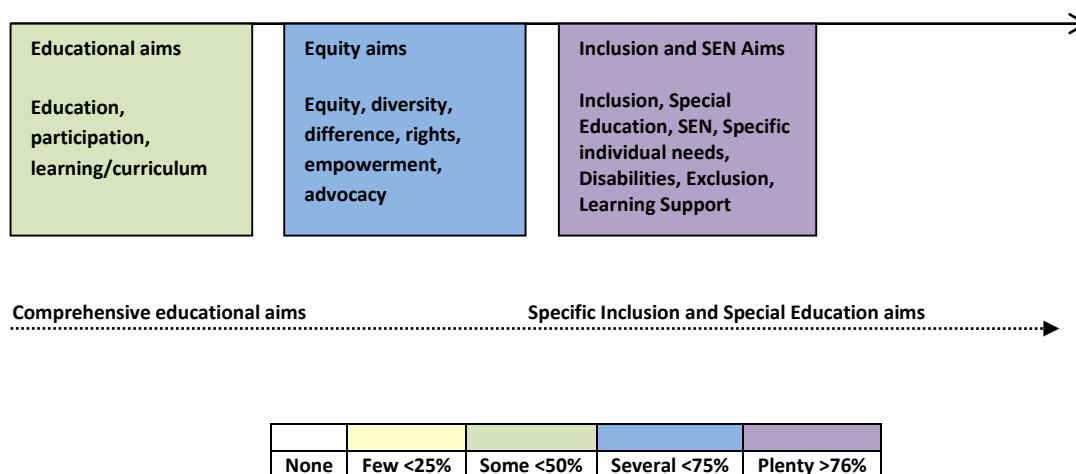 Educational aims
Education,
participation,
learning/curriculum
Equity aims
Equity, diversity,
difference, rights,
empowerment,
advocacy
Inclusion and SEN Aims
Inclusion, Special
Education, SEN, Specific
individual needs,
Disabilities, Exclusion,
Learning Support
Comprehensive educational aims
Specific Inclusion and Special Education aims
None
Few <25%
Some <50%
Several <75%
Plenty >76%